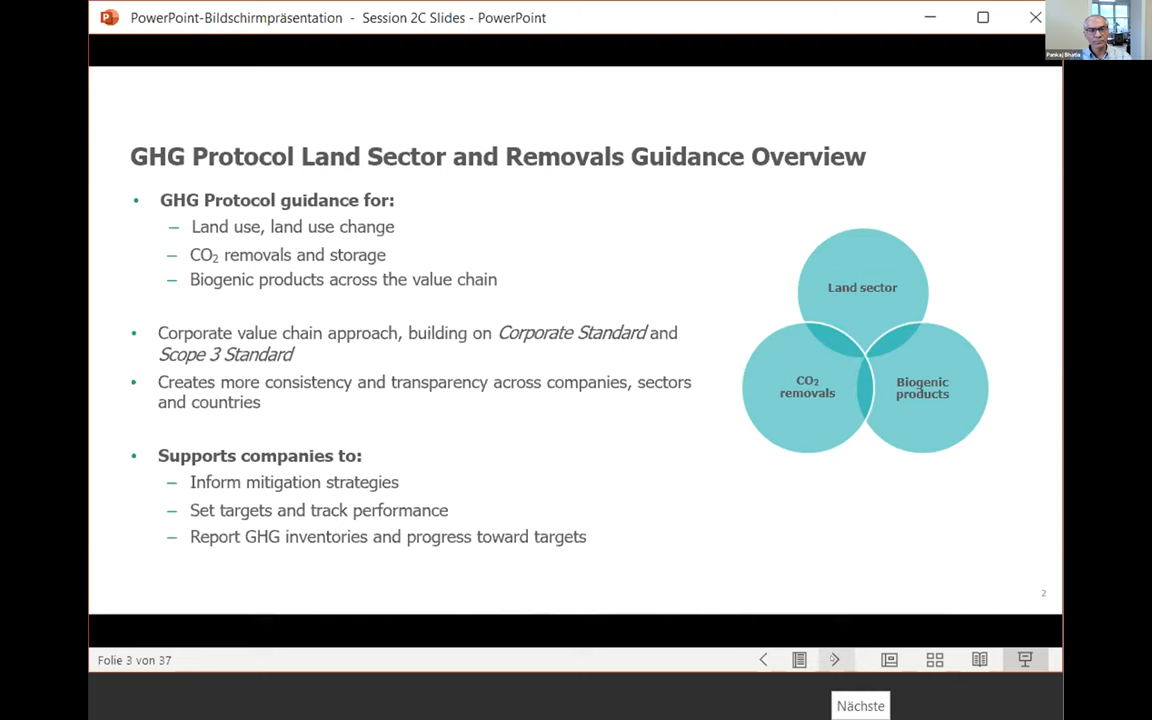 PowerPoint-Bildschirmpräsentation - Session 2C Slides - PowerPoint
Pankaj Bhatia
GHG Protocol Land Sector and Removals Guidance Overview
• GHG Protocol guidance for:
– Land use, land use change
– CO₂ removals and storage
– Biogenic products across the value chain
• Corporate value chain approach, building on Corporate Standard and
Scope 3 Standard
• Creates more consistency and transparency across companies, sectors
and countries
• Supports companies to:
– Inform mitigation strategies
– Set targets and track performance
– Report GHG inventories and progress toward targets
Land sector
CO₂
removals
Biogenic
products
2
Folie 3 von 37
Nächste